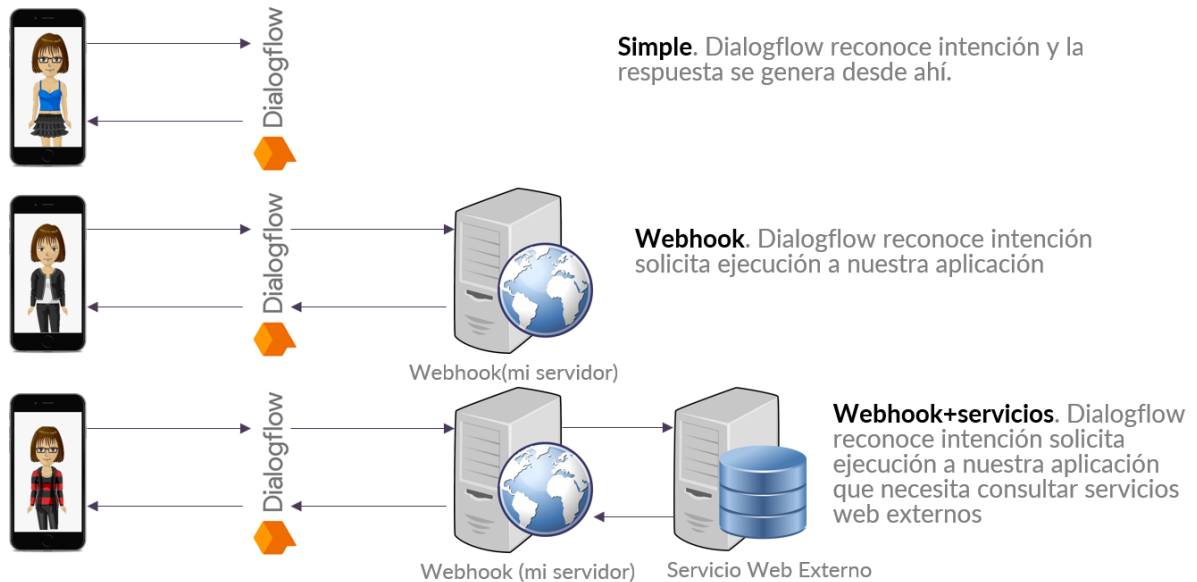 Dialogflow
Simple. Dialogflow reconoce intención y la
respuesta se genera desde ahí.
Dialogflow
Webhook. Dialogflow reconoce intención
solicita ejecución a nuestra aplicación
Webhook(mi servidor)
Dialogflow
Webhook+servicios. Dialogflow
reconoce intención solicita
ejecución a nuestra aplicación
que necesita consultar servicios
web externos
Webhook (mi servidor)
Servicio Web Externo